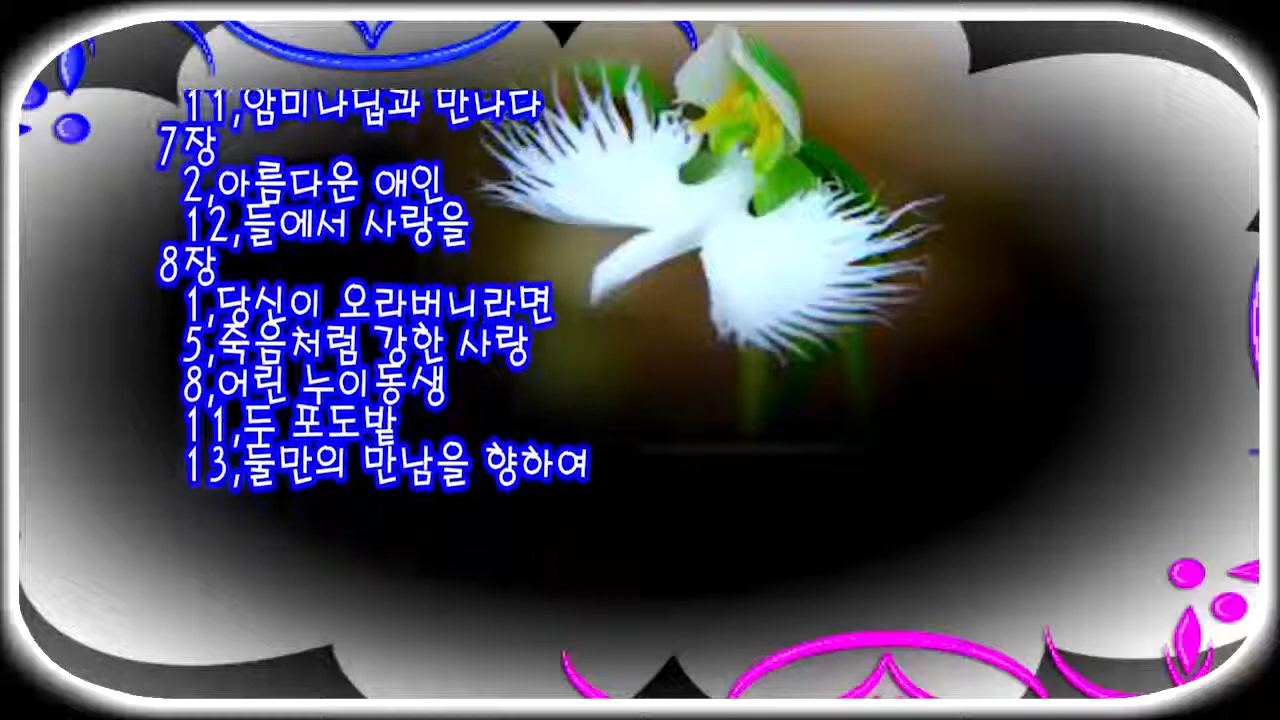 11,암미나딥과 만나다
7장
2,아름다운 애인
12,들에서 사랑을
8장
1,당신이 오라버니라면
5,죽음처럼 강한 사랑
8,어린 누이동생
11,두 포도밭
13,둘만의 만남을 향하여